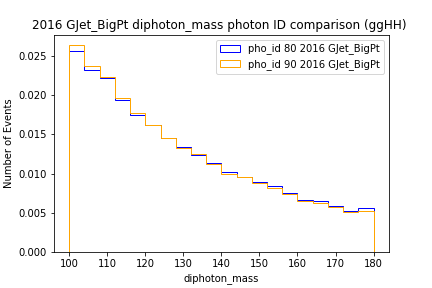 2016 GJet_BigPt diphoton_mass photon ID comparison (ggHH)
pho_id 80 2016 GJet_BigPt
pho_id 90 2016 GJet_BigPt
Number of Events
0.025
0.020
0.015
0.010
0.005
0.000
100 110 120 130 140 150 160 170 180
diphoton_mass